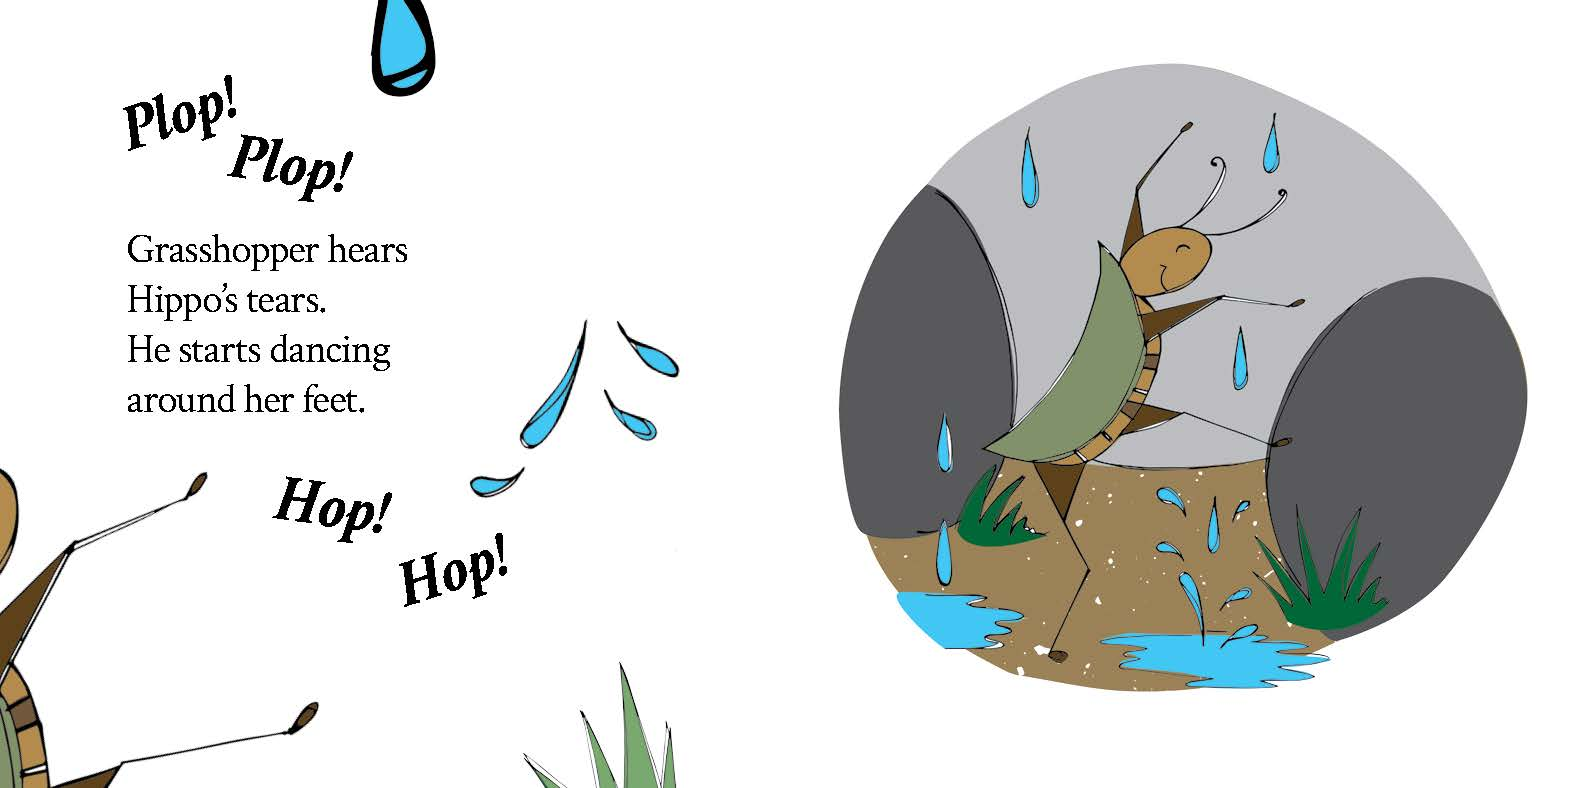 Plop!
Plop!
Grasshopper hears
Hippo’s tears.
He starts dancing
around her feet.
Hop!
Hop!